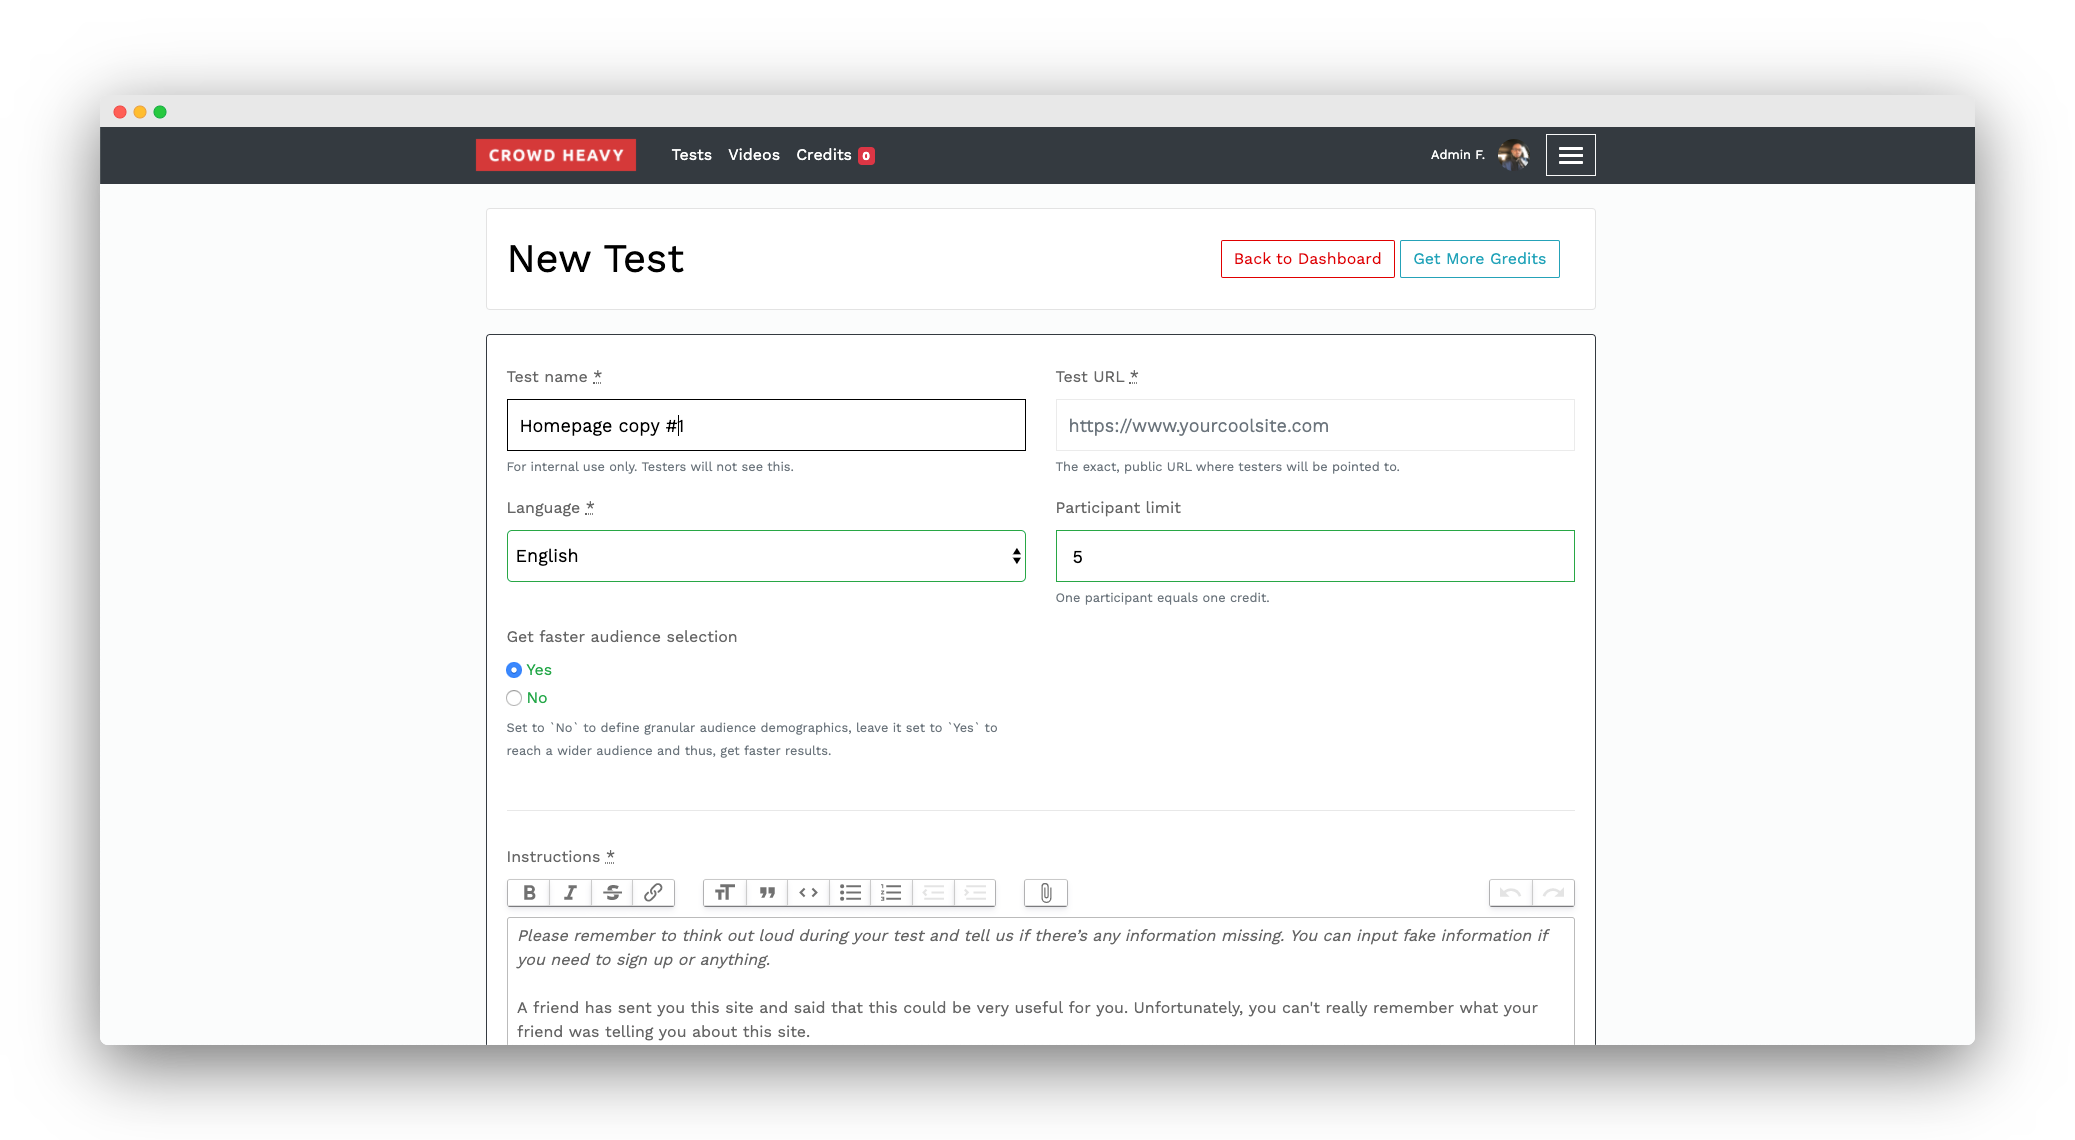 CROWD HEAVY
Tests Videos Credits 0
Admin F.
New Test
Back to Dashboard
Get More Gredits
Test name *
Test URL *
Homepage copy #1
https://www.yourcoolsite.com
For internal use only. Testers will not see this.
The exact, public URL where testers will be pointed to.
Language *
Participant limit
English
5
One participant equals one credit.
Get faster audience selection
Yes
No
Set to `No` to define granular audience demographics, leave it set to `Yes` to
reach a wider audience and thus, get faster results.
Instructions *
Please remember to think out loud during your test and tell us if there’s any information missing. You can input fake information if
you need to sign up or anything.
A friend has sent you this site and said that this could be very useful for you. Unfortunately, you can't really remember what your
friend was telling you about this site.